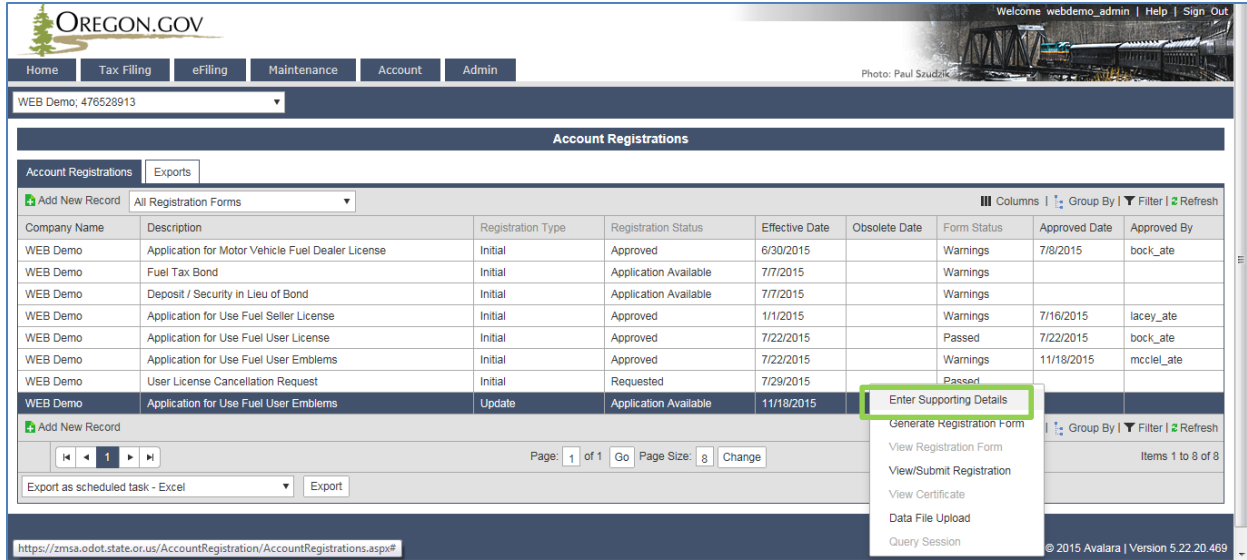 Welcome webdemo_admin | Help | Sign Out
OREGON.GOV
Home Tax Filing eFiling Maintenance Account Admin
Photo: Paul Szudzik
WEB Demo; 476528913
Account Registrations
Account Registrations Exports
Add New Record All Registration Forms Columns | Group By | Filter | Refresh
Company Name Description Registration Type Registration Status Effective Date Obsolete Date Form Status Approved Date Approved By
WEB Demo Application for Motor Vehicle Fuel Dealer License Initial Approved 6/30/2015 Warnings 7/8/2015 bock_ate
WEB Demo Fuel Tax Bond Initial Application Available 7/7/2015 Warnings
WEB Demo Deposit / Security in Lieu of Bond Initial Application Available 7/7/2015 Warnings
WEB Demo Application for Use Fuel Seller License Initial Approved 1/1/2015 Warnings 7/16/2015 lacey_ate
WEB Demo Application for Use Fuel User License Initial Approved 7/22/2015 Passed 7/22/2015 bock_ate
WEB Demo Application for Use Fuel User Emblems Initial Approved 7/22/2015 Warnings 11/18/2015 mcclel_ate
WEB Demo User License Cancellation Request Initial Requested 7/29/2015 Passed
WEB Demo Application for Use Fuel User Emblems Update Application Available 11/18/2015
Enter Supporting Details
Generate Registration Form
View Registration Form
View/Submit Registration
View Certificate
Data File Upload
Query Session
Add New Record | Group By | Filter | Refresh
1 Page: 1 of 1 Go Page Size: 8 Change Items 1 to 8 of 8
Export as scheduled task - Excel Export
https://zmsa.odot.state.or.us/AccountRegistration/AccountRegistrations.aspx# © 2015 Avalara | Version 5.22.20.469